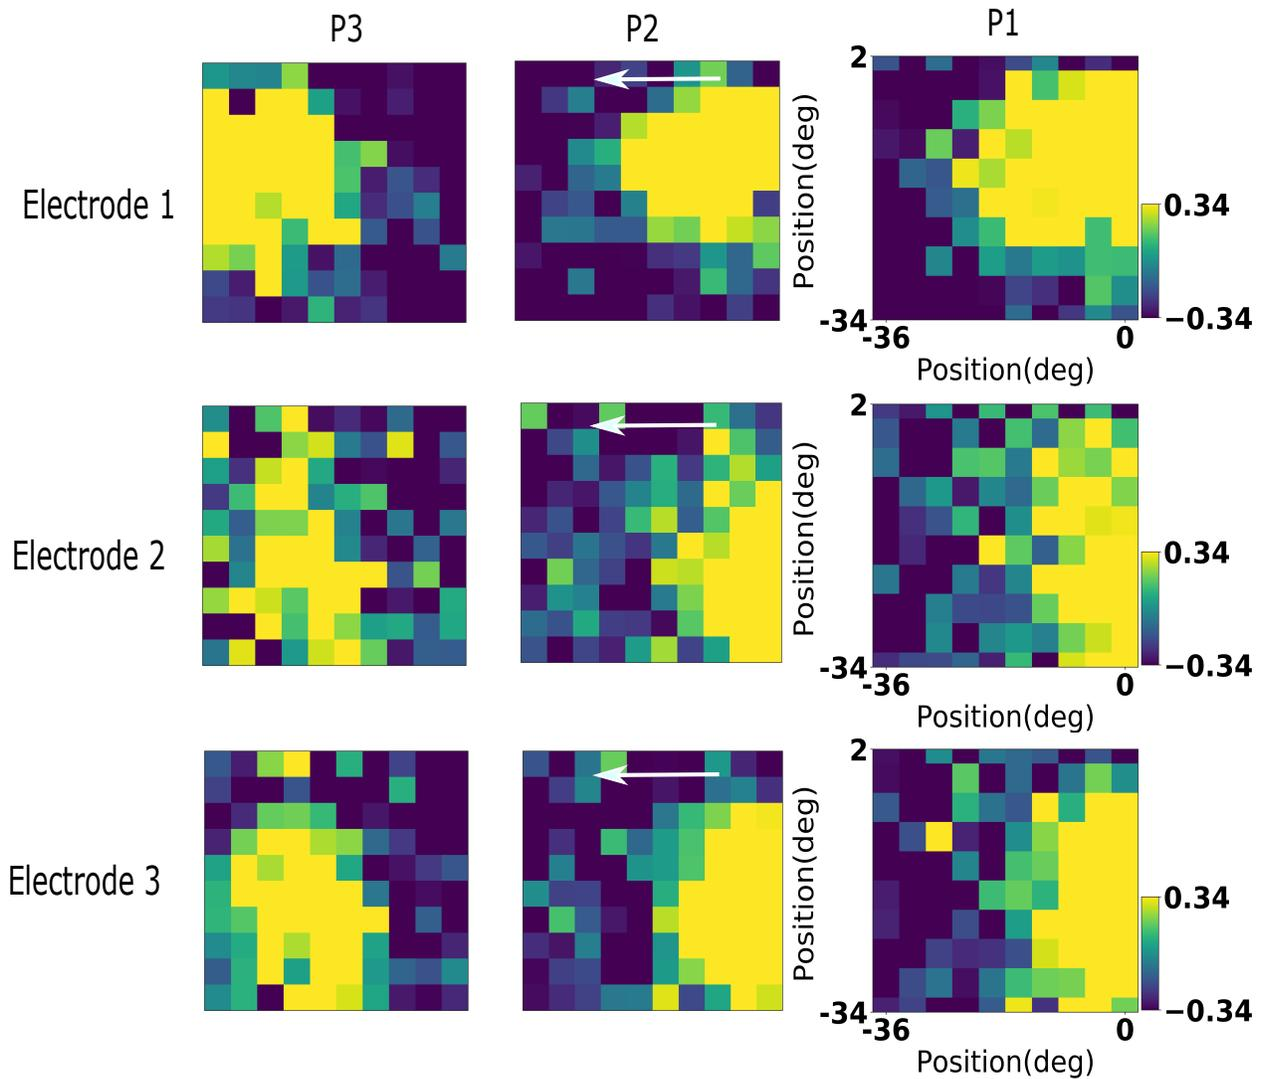 P3 P2 P1
Electrode 1
2
-34
Position(deg)
-36 0
Position(deg)
0.34
−0.34
Electrode 2
2
-34
Position(deg)
-36 0
Position(deg)
0.34
−0.34
Electrode 3
2
-34
Position(deg)
-36 0
Position(deg)
0.34
−0.34